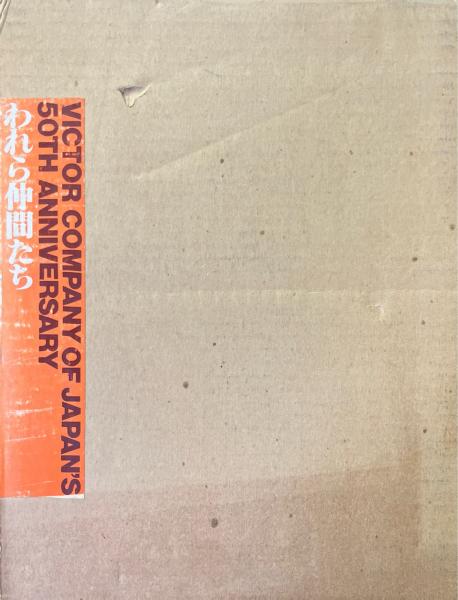 VICTOR COMPANY OF JAPAN'S
50TH ANNIVERSARY
われら仲間たち